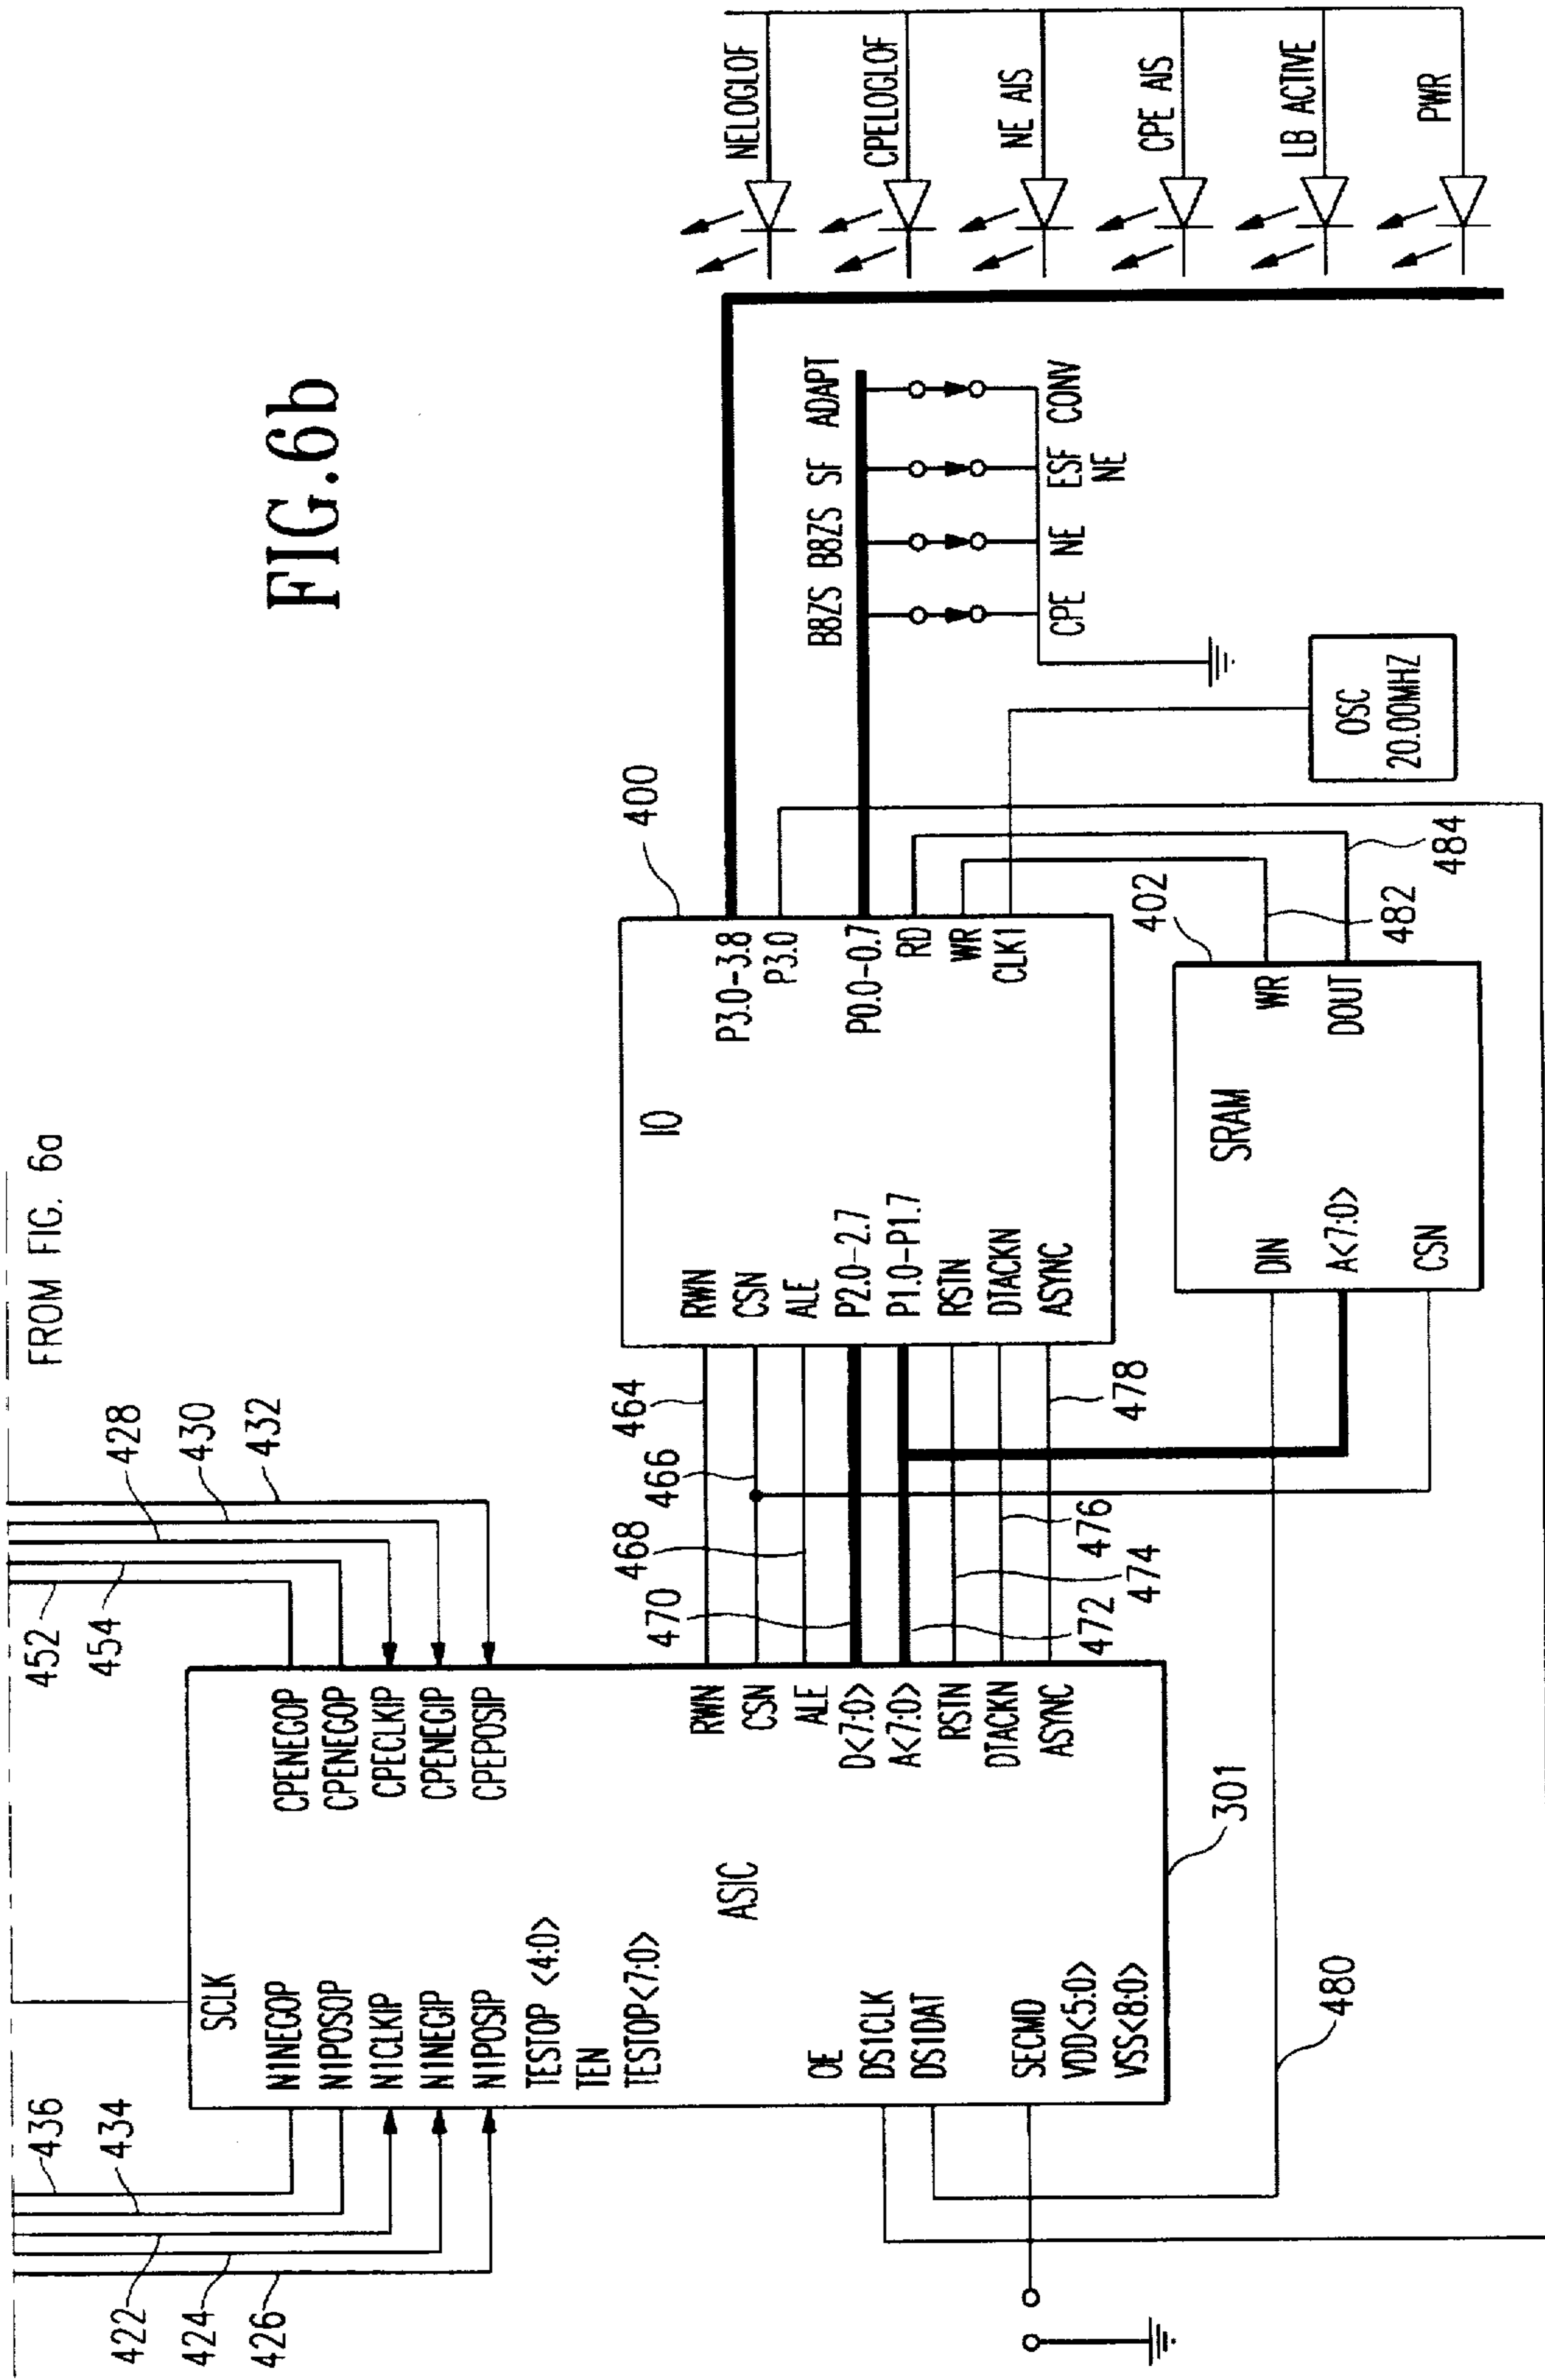 FIG.6b
FROM FIG. 6a
436
434
422
424
426
452
454
428
430
432
SCLK
N1NEGOP
N1POSOP
N1CLKIP
N1NEGIP
N1POSIP
TESTOP <4:0>
TEN
TESTOP<7:0>
OE
DS1CLK
DS1DAT
SECMD
VDD<5:0>
VSS<8:0>
ASIC
CPENEGOP
CPENEGOP
CPECLKIP
CPENEGIP
CPEPOSIP
RWN
CSN
ALE
D<7:0>
A<7:0>
RSTN
DTACKN
ASYNC
301
480
464
466
468
470
472
474
476
478
RWN
CSN
ALE
P2.0-2.7
P1.0-P1.7
RSTN
DTACKN
ASYNC
IO
P3.0-3.8
P3.0
P0.0-0.7
RD
WR
CLK1
400
DIN
A<7:0>
CSN
SRAM
WR
DOUT
402
482
484
OSC
20.00MHZ
B8ZS B8ZS SF ADAPT
CPE NE ESF CONV
NE
NELOGLOF
CPELOGLOF
NE AIS
CPE AIS
LB ACTIVE
PWR